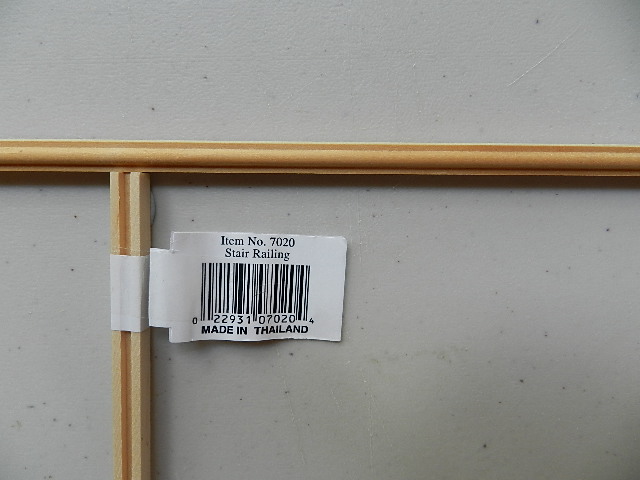 Item No. 7020
Stair Railing
0 22931 07020 4
MADE IN THAILAND